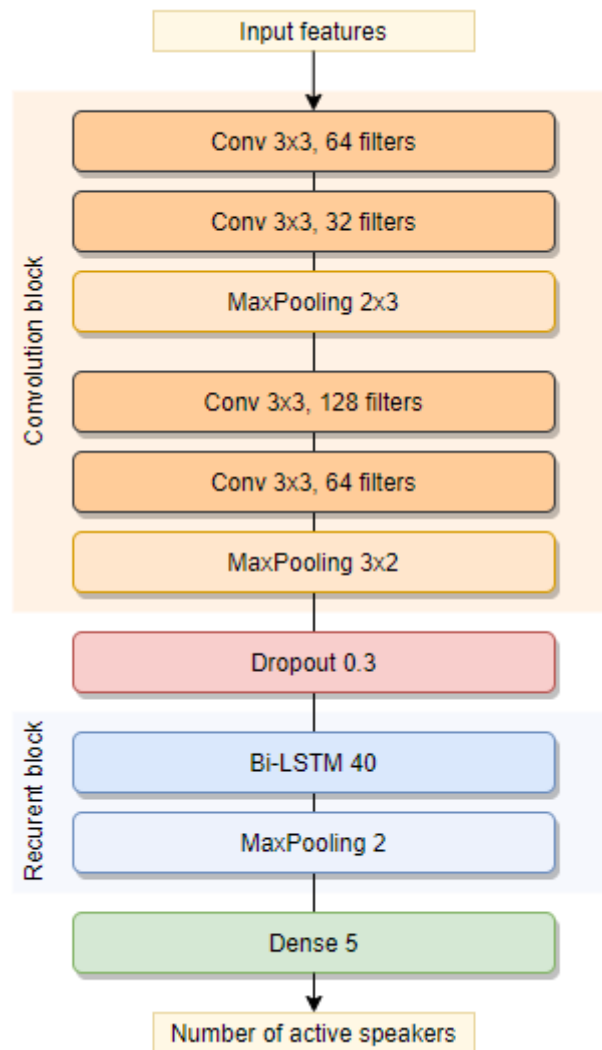 Input features
Convolution block
Conv 3x3, 64 filters
Conv 3x3, 32 filters
MaxPooling 2x3
Conv 3x3, 128 filters
Conv 3x3, 64 filters
MaxPooling 3x2
Dropout 0.3
Recurent block
Bi-LSTM 40
MaxPooling 2
Dense 5
Number of active speakers